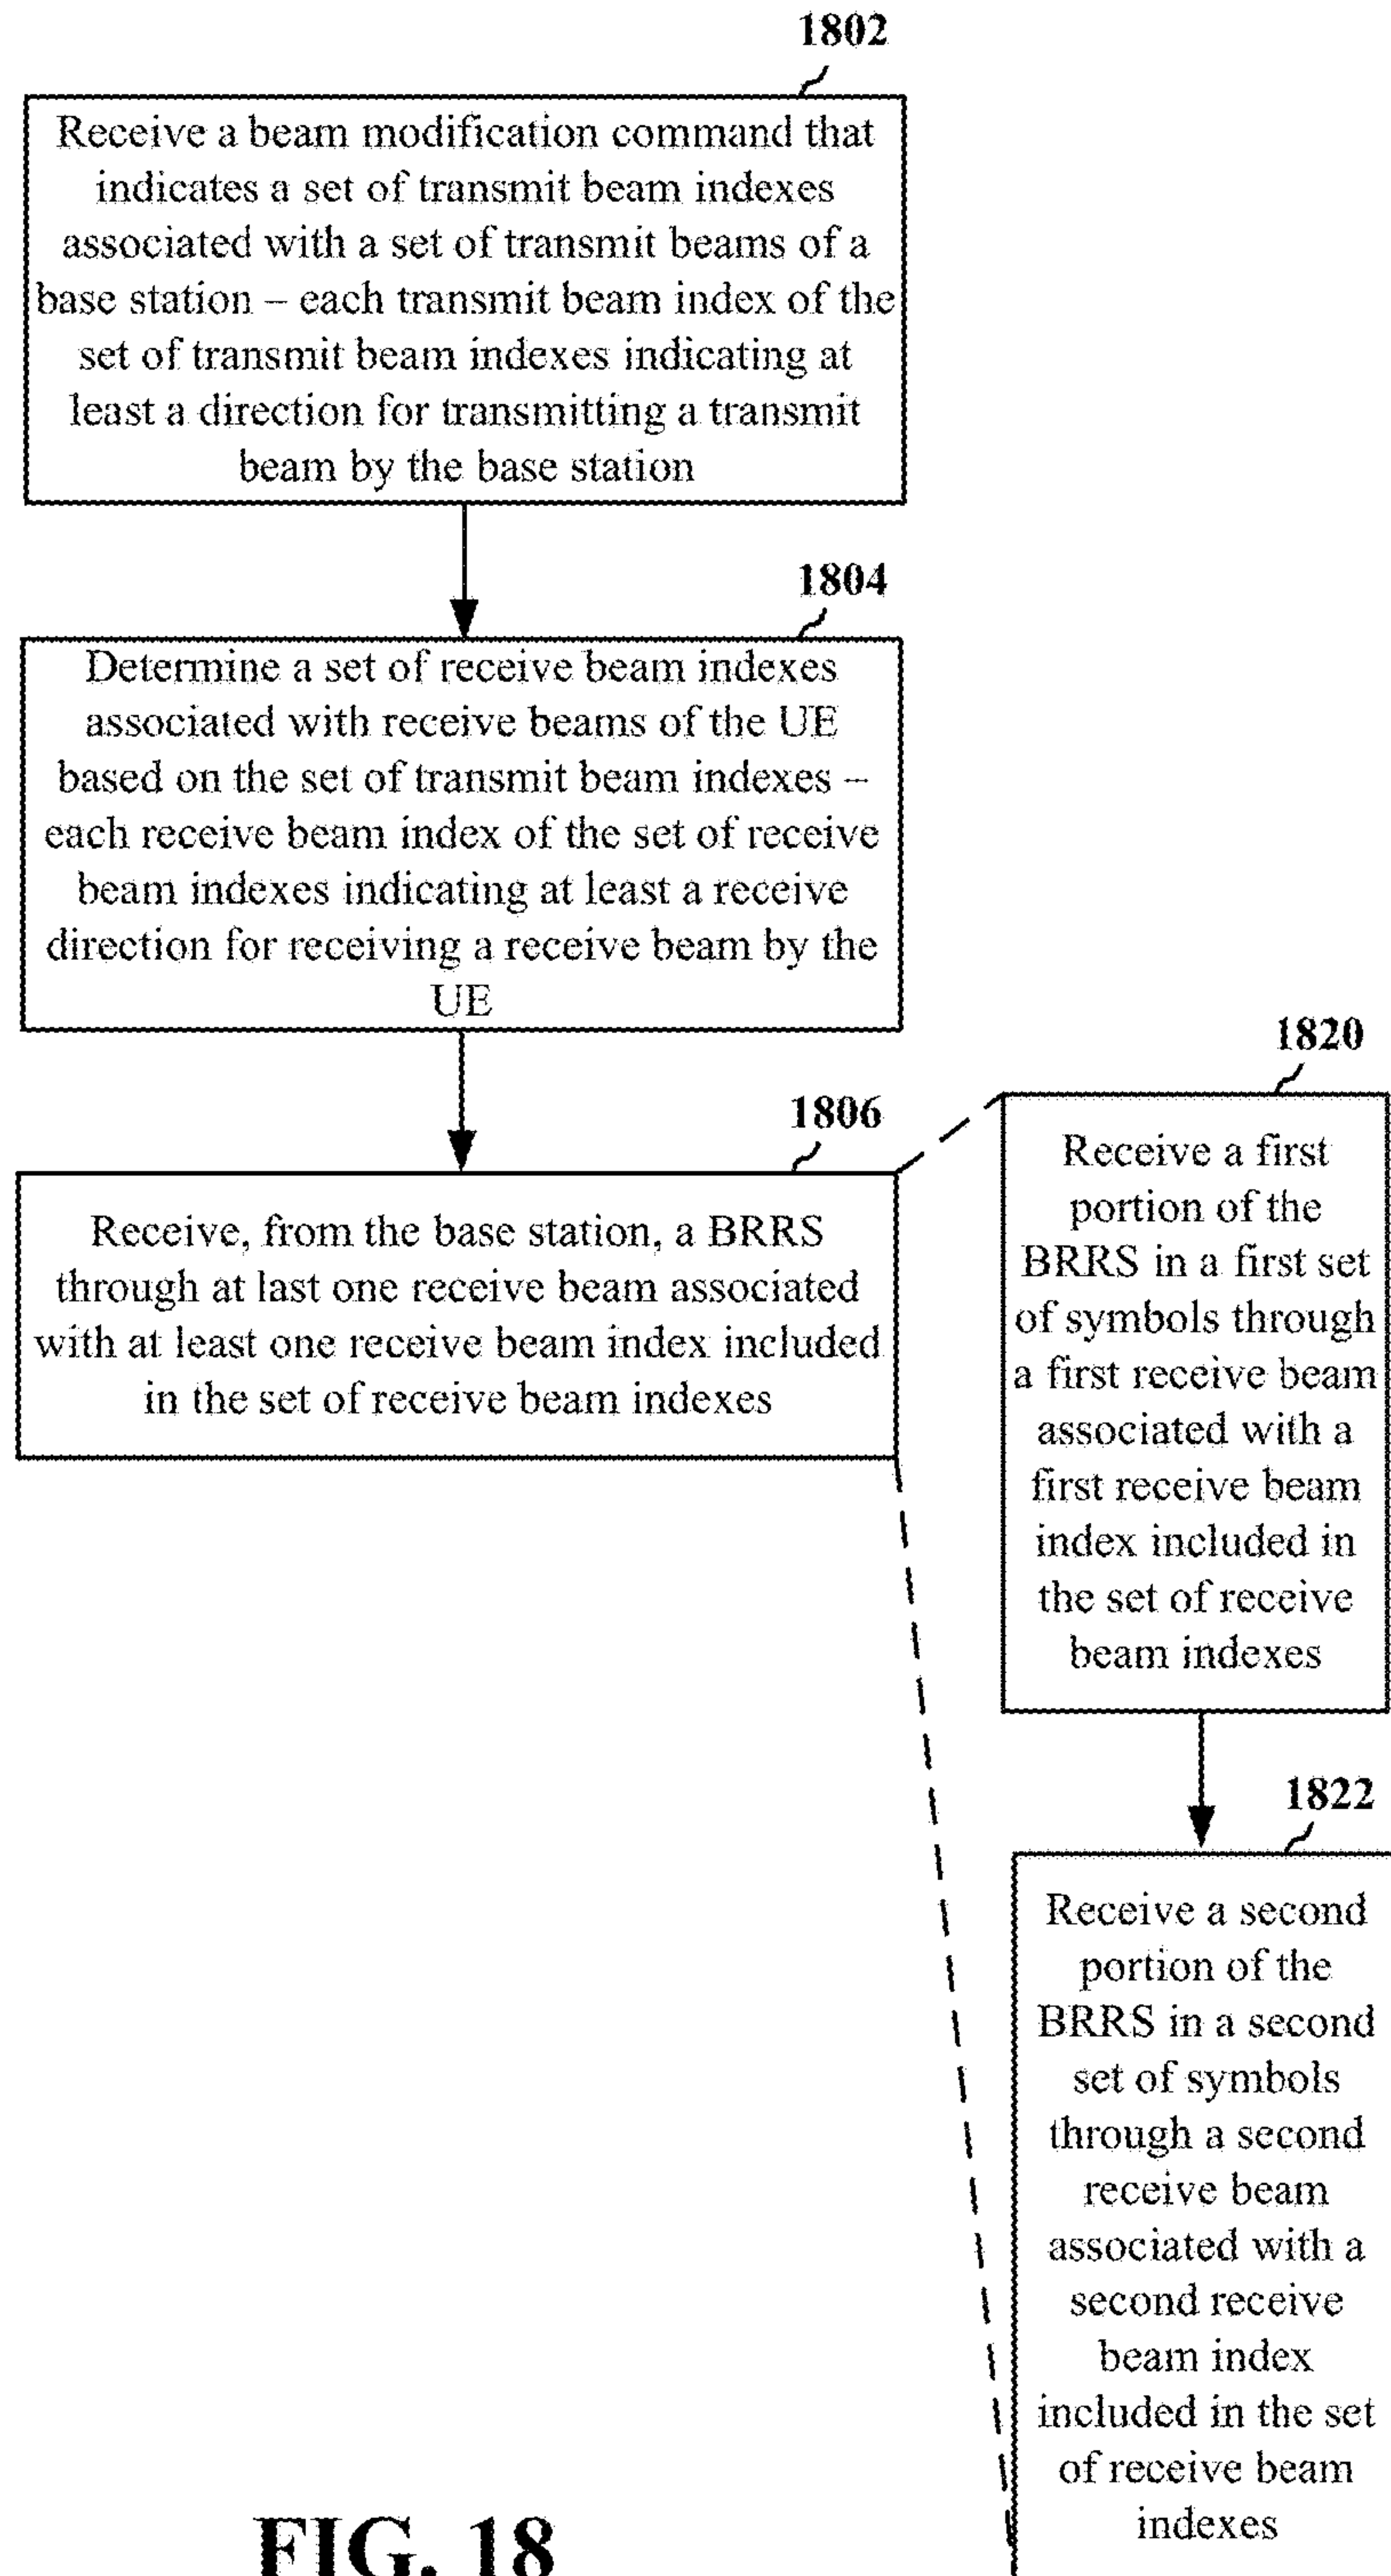 1802
Receive a beam modification command that
indicates a set of transmit beam indexes
associated with a set of transmit beams of a
base station – each transmit beam index of the
set of transmit beam indexes indicating at
least a direction for transmitting a transmit
beam by the base station
1804
Determine a set of receive beam indexes
associated with receive beams of the UE
based on the set of transmit beam indexes –
each receive beam index of the set of receive
beam indexes indicating at least a receive
direction for receiving a receive beam by the
UE
1806
Receive, from the base station, a BRRS
through at last one receive beam associated
with at least one receive beam index included
in the set of receive beam indexes
1820
Receive a first
portion of the
BRRS in a first set
of symbols through
a first receive beam
associated with a
first receive beam
index included in
the set of receive
beam indexes
1822
Receive a second
portion of the
BRRS in a second
set of symbols
through a second
receive beam
associated with a
second receive
beam index
included in the set
of receive beam
indexes
FIG. 18